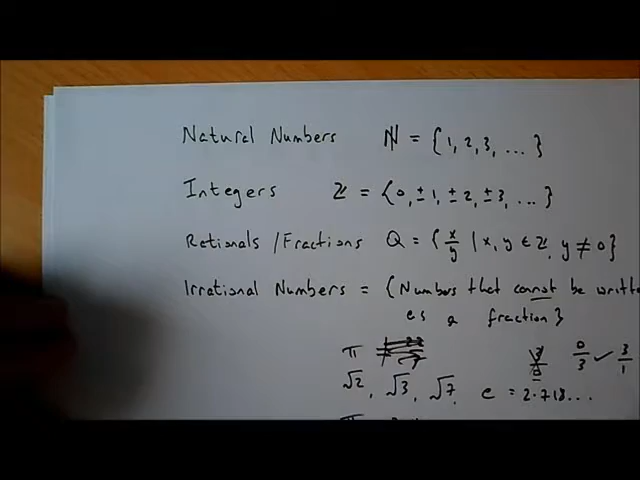 Natural Numbers ℕ = {1, 2, 3, ... }
Integers ℤ = {0, ±1, ±2, ±3, ... }
Rationals /Fractions Q = {x/y | x, y ∈ ℤ, y ≠ 0}
Irrational Numbers = {Numbers that cannot be written
as a fraction}
π 0/3 ✓ 3/1
√2, √3, √7, e = 2.718...